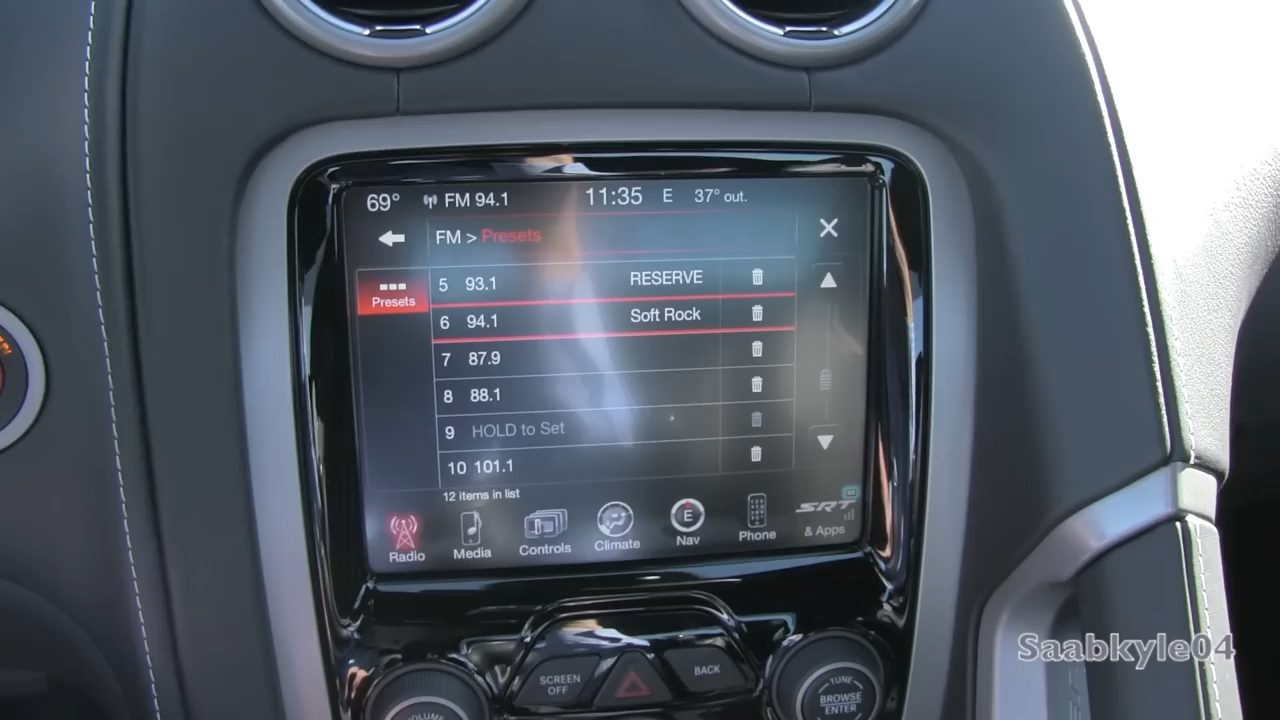 69° FM 94.1 11:35 E 37° out.
FM > Presets
Presets
5 93.1 RESERVE
6 94.1 Soft Rock
7 87.9
8 88.1
9 HOLD to Set
10 101.1
12 items in list
Radio Media Controls Climate E Nav Phone SRT & Apps
SCREEN OFF
BACK
VOLUME
TUNE
BROWSE
ENTER
Saabkyle04